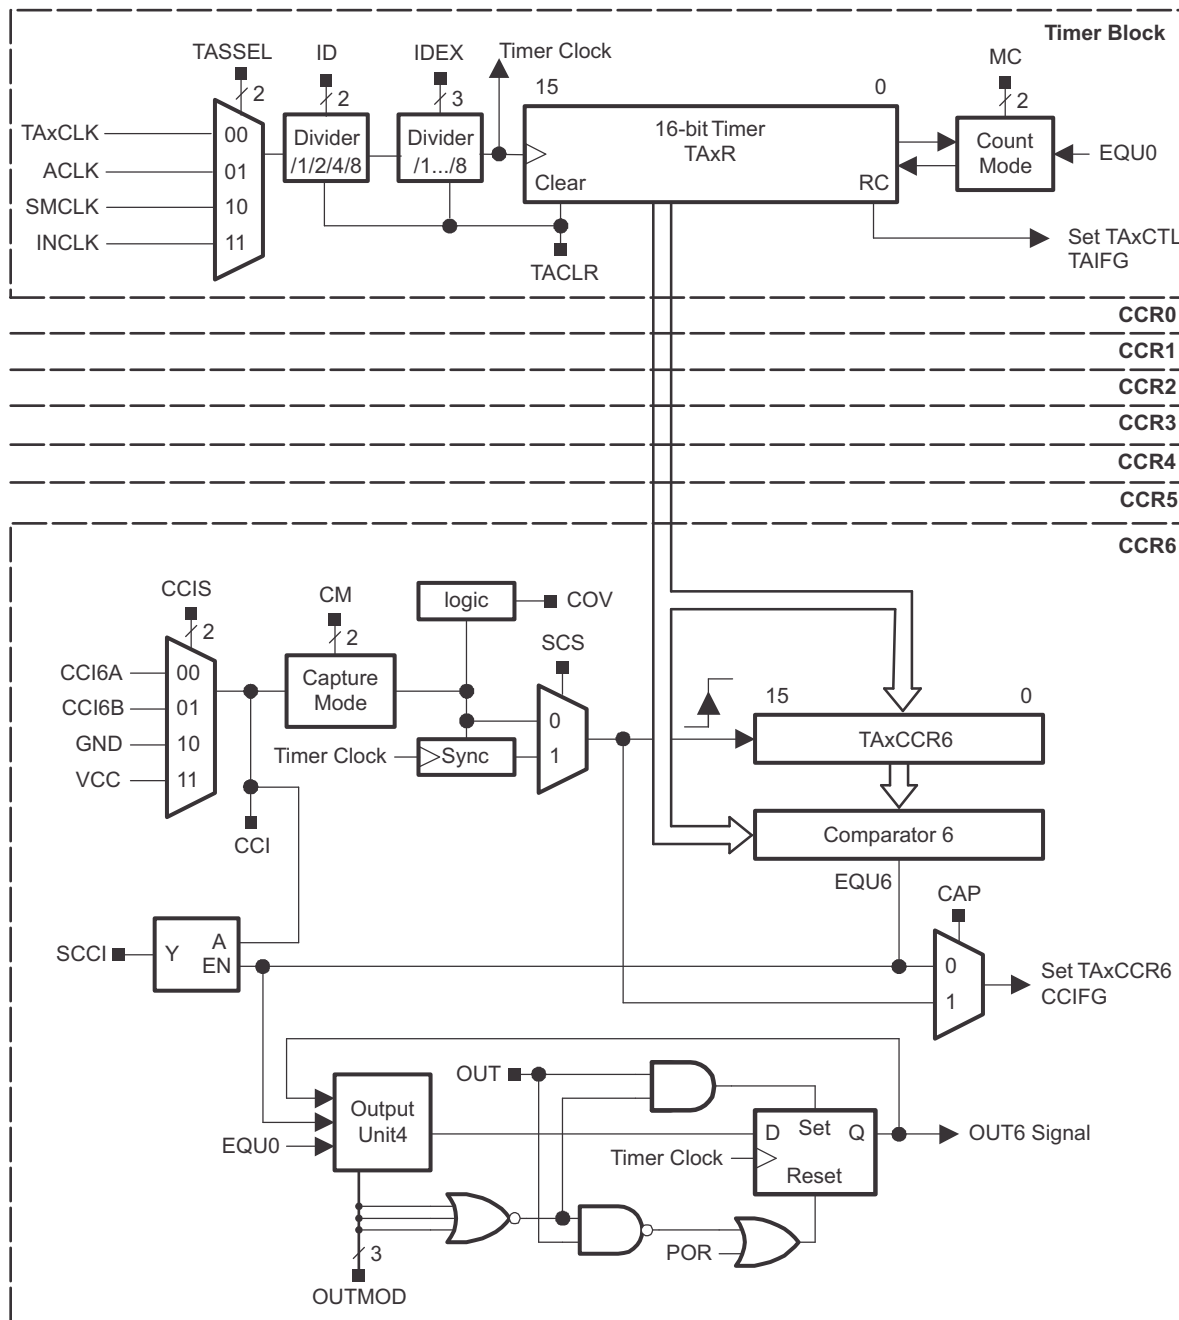 Timer Block
TASSEL
ID
IDEX
Timer Clock
MC
2
2
3
15
0
2
TAxCLK
ACLK
SMCLK
INCLK
00
01
10
11
Divider
/1/2/4/8
Divider
/1.../8
16-bit Timer
TAxR
Clear
RC
Count
Mode
EQU0
Set TAxCTL
TAIFG
TACLR
CCR0
CCR1
CCR2
CCR3
CCR4
CCR5
CCR6
CCIS
2
CM
2
logic
COV
SCS
CCI6A
CCI6B
GND
VCC
00
01
10
11
Capture
Mode
0
1
Timer Clock
Sync
15
0
TAxCCR6
CCI
Comparator 6
EQU6
CAP
SCCI
Y
A
EN
0
1
Set TAxCCR6
CCIFG
OUT
Output
Unit4
EQU0
D
Set
Q
Reset
Timer Clock
OUT6 Signal
POR
3
OUTMOD